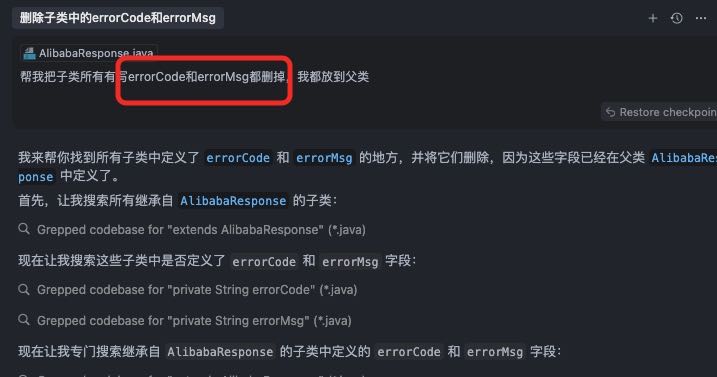 删除子类中的errorCode和errorMsg
AlibabaResponse.java
帮我把子类所有有写errorCode和errorMsg都删掉，我都放到父类
Restore checkpoin
我来帮你找到所有子类中定义了 errorCode 和 errorMsg 的地方，并将它们删除，因为这些字段已经在父类 AlibabaRes
ponse 中定义了。
首先，让我搜索所有继承自 AlibabaResponse 的子类：
Grepped codebase for "extends AlibabaResponse" (*.java)
现在让我搜索这些子类中是否定义了 errorCode 和 errorMsg 字段：
Grepped codebase for "private String errorCode" (*.java)
Grepped codebase for "private String errorMsg" (*.java)
现在让我专门搜索继承自 AlibabaResponse 的子类中定义的 errorCode 和 errorMsg 字段：